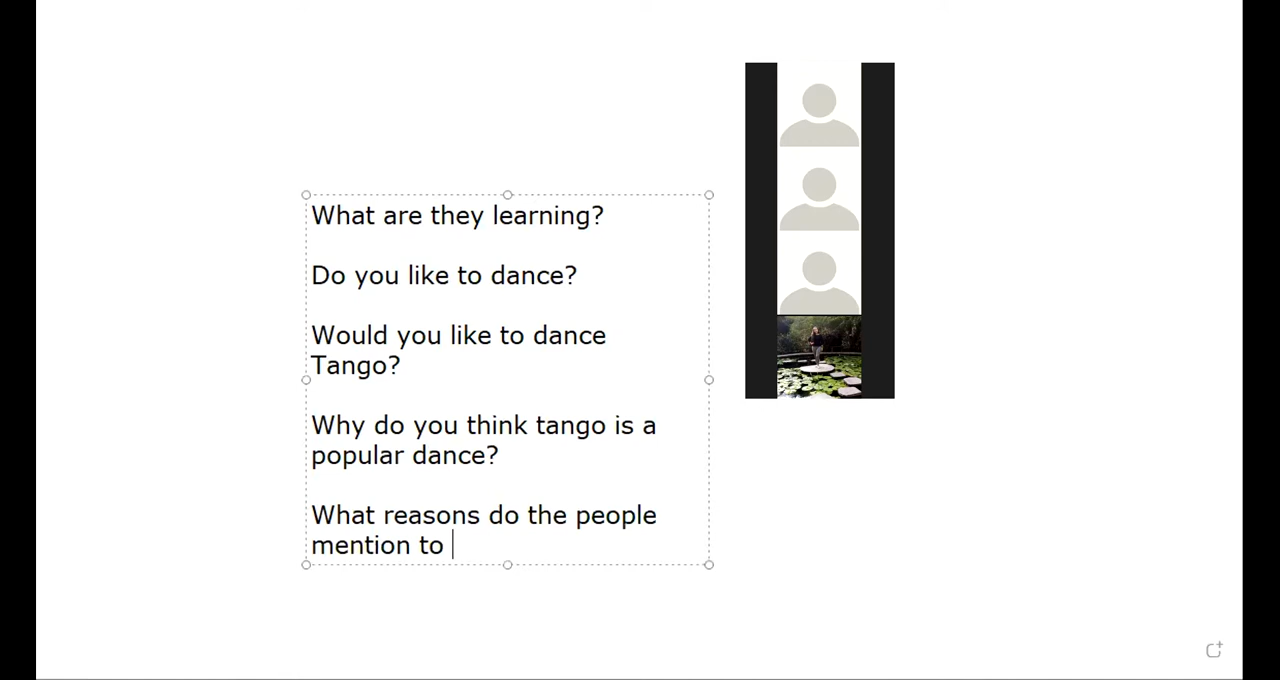 What are they learning?
Do you like to dance?
Would you like to dance
Tango?
Why do you think tango is a
popular dance?
What reasons do the people
mention to